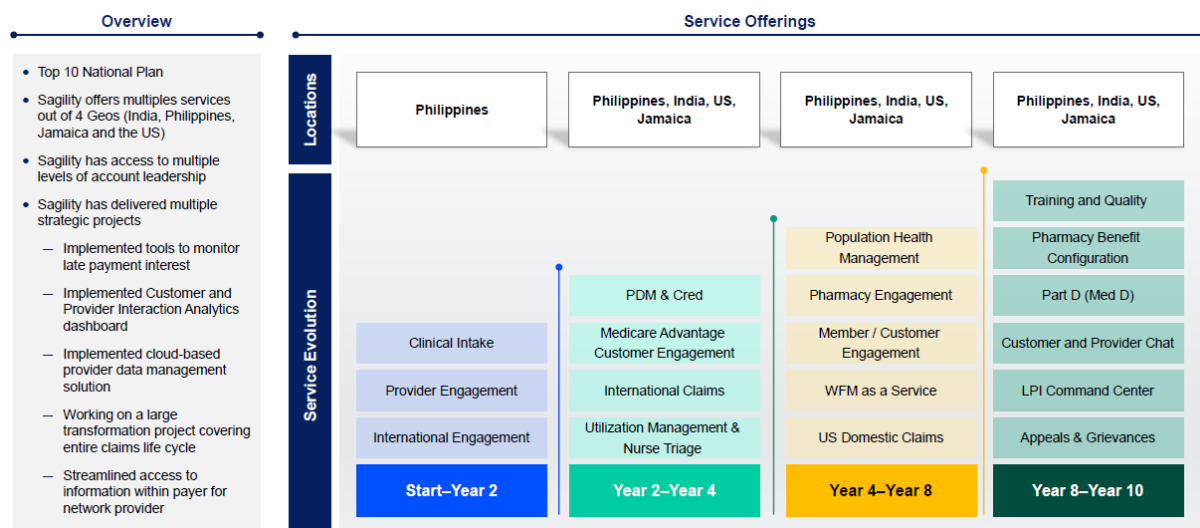 Overview
• Top 10 National Plan
• Sagility offers multiples services
out of 4 Geos (India, Philippines,
Jamaica and the US)
• Sagility has access to multiple
levels of account leadership
• Sagility has delivered multiple
strategic projects
— Implemented tools to monitor
late payment interest
— Implemented Customer and
Provider Interaction Analytics
dashboard
— Implemented cloud-based
provider data management
solution
— Working on a large
transformation project covering
entire claims life cycle
— Streamlined access to
information within payer for
network provider
Service Offerings
Locations
Philippines
Philippines, India, US,
Jamaica
Philippines, India, US,
Jamaica
Philippines, India, US,
Jamaica
Service Evolution
Clinical Intake
Provider Engagement
International Engagement
Start–Year 2
PDM & Cred
Medicare Advantage
Customer Engagement
International Claims
Utilization Management &
Nurse Triage
Year 2–Year 4
Population Health
Management
Pharmacy Engagement
Member / Customer
Engagement
WFM as a Service
US Domestic Claims
Year 4–Year 8
Training and Quality
Pharmacy Benefit
Configuration
Part D (Med D)
Customer and Provider Chat
LPI Command Center
Appeals & Grievances
Year 8–Year 10